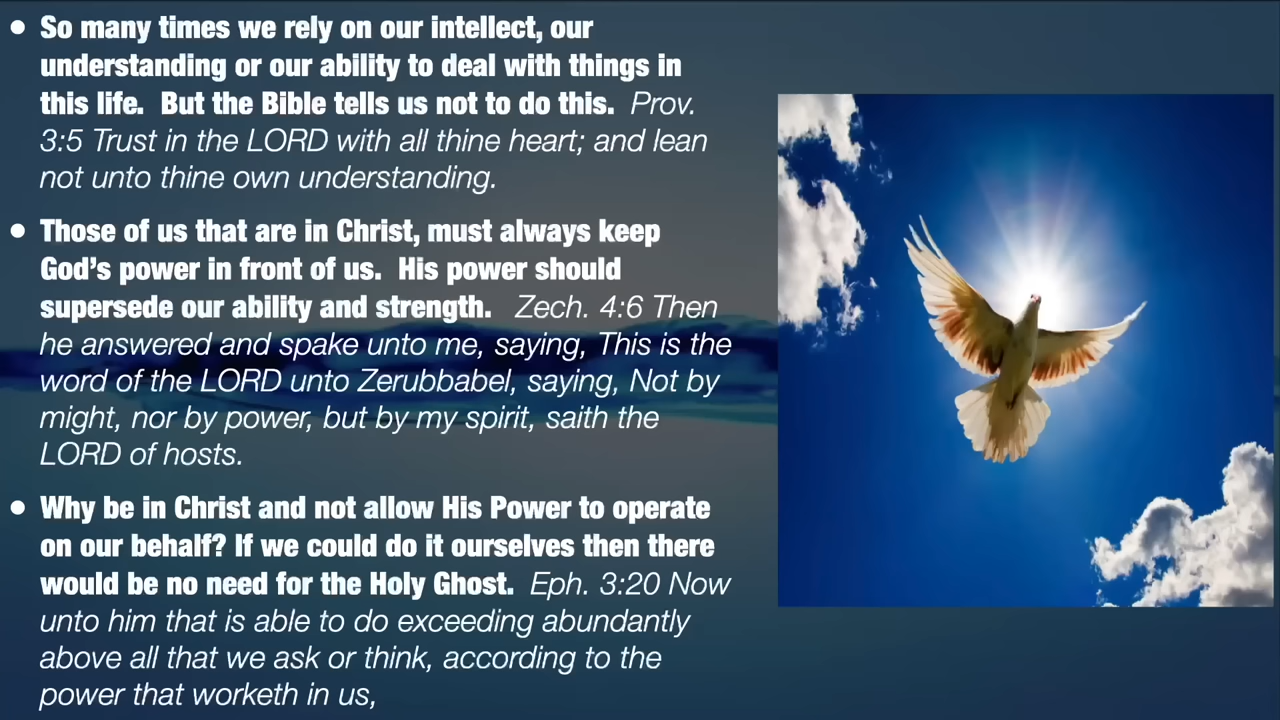 • So many times we rely on our intellect, our
understanding or our ability to deal with things in
this life.  But the Bible tells us not to do this.  Prov.
3:5 Trust in the LORD with all thine heart; and lean
not unto thine own understanding.
• Those of us that are in Christ, must always keep
God’s power in front of us.  His power should
supersede our ability and strength.   Zech. 4:6 Then
he answered and spake unto me, saying, This is the
word of the LORD unto Zerubbabel, saying, Not by
might, nor by power, but by my spirit, saith the
LORD of hosts.
• Why be in Christ and not allow His Power to operate
on our behalf? If we could do it ourselves then there
would be no need for the Holy Ghost.  Eph. 3:20 Now
unto him that is able to do exceeding abundantly
above all that we ask or think, according to the
power that worketh in us,